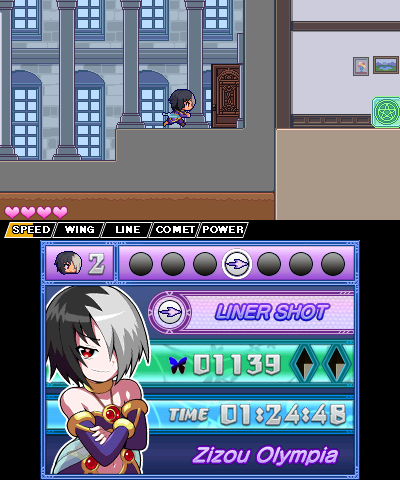 SPEED WING LINE COMET POWER
2
LINER SHOT
01139
TIME 01:24:48
Zizou Olympia